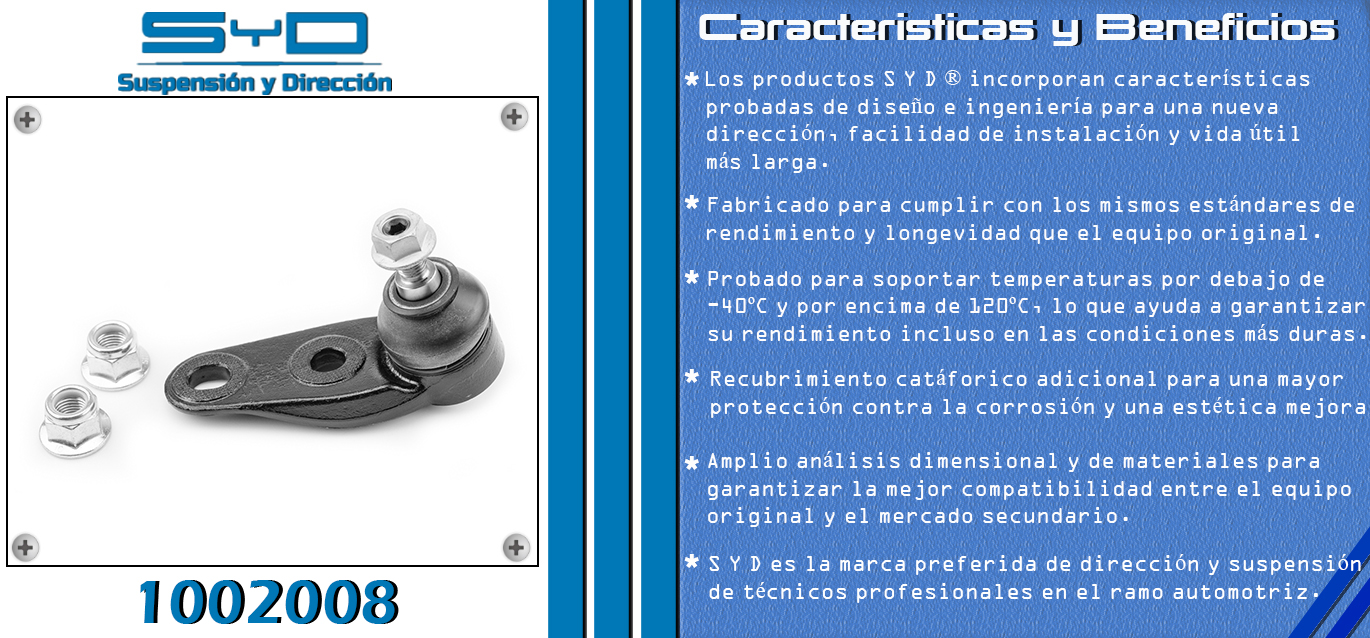 SYD
Suspensión y Dirección
1002008
Caracteristicas y Beneficios
* Los productos S Y D ® incorporan características
probadas de diseño e ingeniería para una nueva
dirección, facilidad de instalación y vida útil
más larga.
* Fabricado para cumplir con los mismos estándares de
rendimiento y longevidad que el equipo original.
* Probado para soportar temperaturas por debajo de
-40°C y por encima de 120°C, lo que ayuda a garantizar
su rendimiento incluso en las condiciones más duras.
* Recubrimiento catáforico adicional para una mayor
protección contra la corrosión y una estética mejora
* Amplio análisis dimensional y de materiales para
garantizar la mejor compatibilidad entre el equipo
original y el mercado secundario.
* S Y D es la marca preferida de dirección y suspensión
de técnicos profesionales en el ramo automotriz.